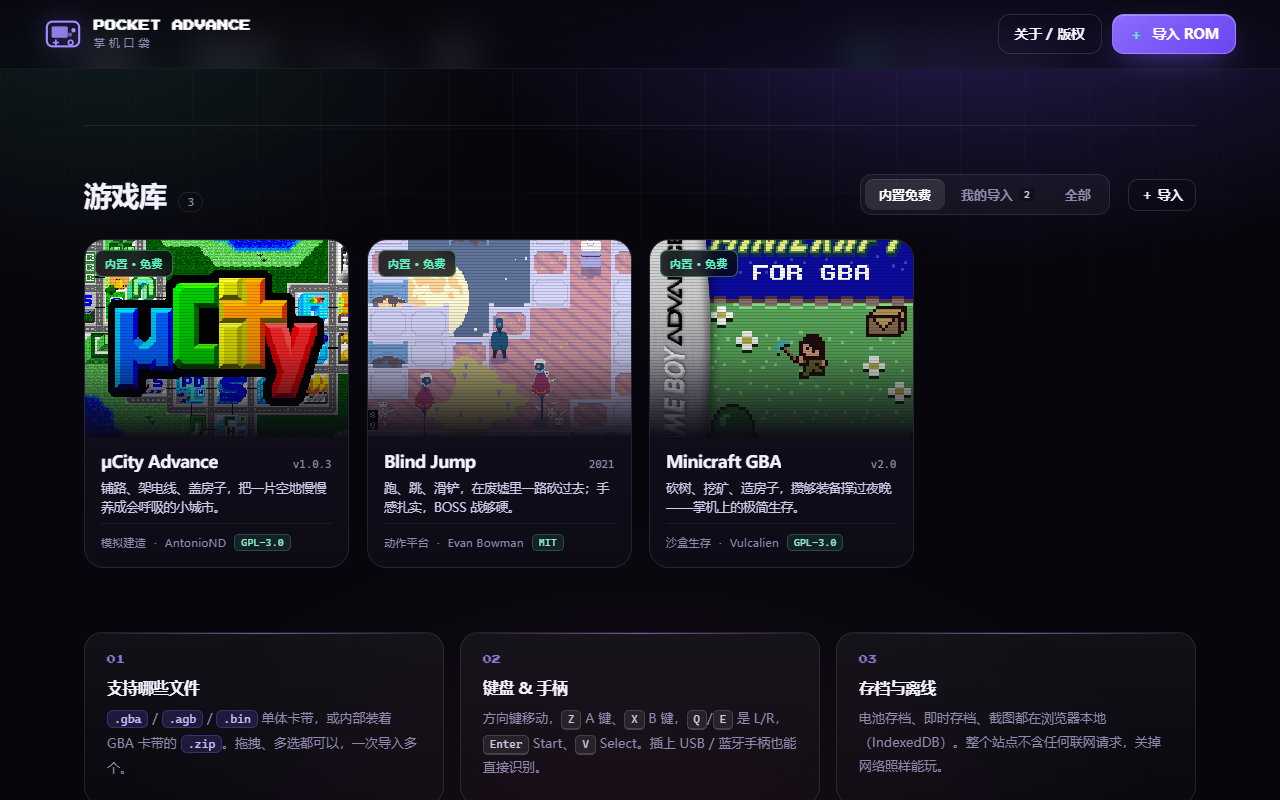 POCKET ADVANCE
掌机口袋
关于 / 版权
+ 导入 ROM
游戏库 3
内置免费
我的导入 2
全部
+ 导入
内置 • 免费
μCity
内置 • 免费
内置 • 免费
MINICRAFT
FOR GBA
ME BOY ADVAN
μCity Advance
v1.0.3
铺路、架电线、盖房子，把一片空地慢慢
养成会呼吸的小城市。
模拟建造 · AntonioND GPL-3.0
Blind Jump
2021
跑、跳、滑铲，在废墟里一路砍过去；手
感扎实，BOSS 战够硬。
动作平台 · Evan Bowman MIT
Minicraft GBA
v2.0
砍树、挖矿、造房子，攒够装备撑过夜晚
——掌机上的极简生存。
沙盒生存 · Vulcalien GPL-3.0
01
支持哪些文件
.gba / .agb / .bin 单体卡带，或内部装着
GBA 卡带的 .zip。拖拽、多选都可以，一次导入多
个。
02
键盘 & 手柄
方向键移动，Z A 键、X B 键，Q/E 是 L/R，
Enter Start、V Select。插上 USB / 蓝牙手柄也能
直接识别。
03
存档与离线
电池存档、即时存档、截图都在浏览器本地
（IndexedDB）。整个站点不含任何联网请求，关掉
网络照样能玩。